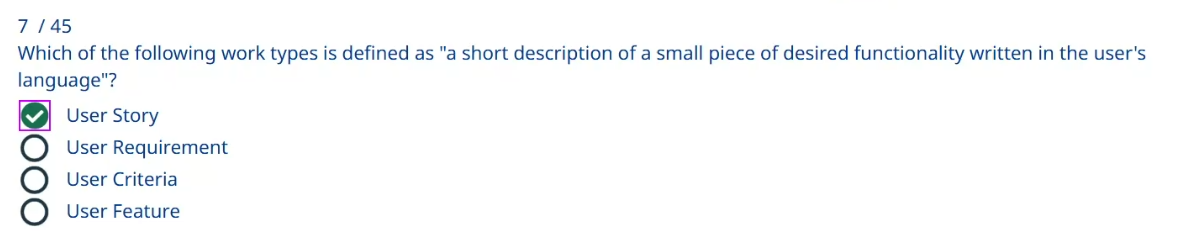 7 / 45
Which of the following work types is defined as "a short description of a small piece of desired functionality written in the user's
language"?
User Story
User Requirement
User Criteria
User Feature